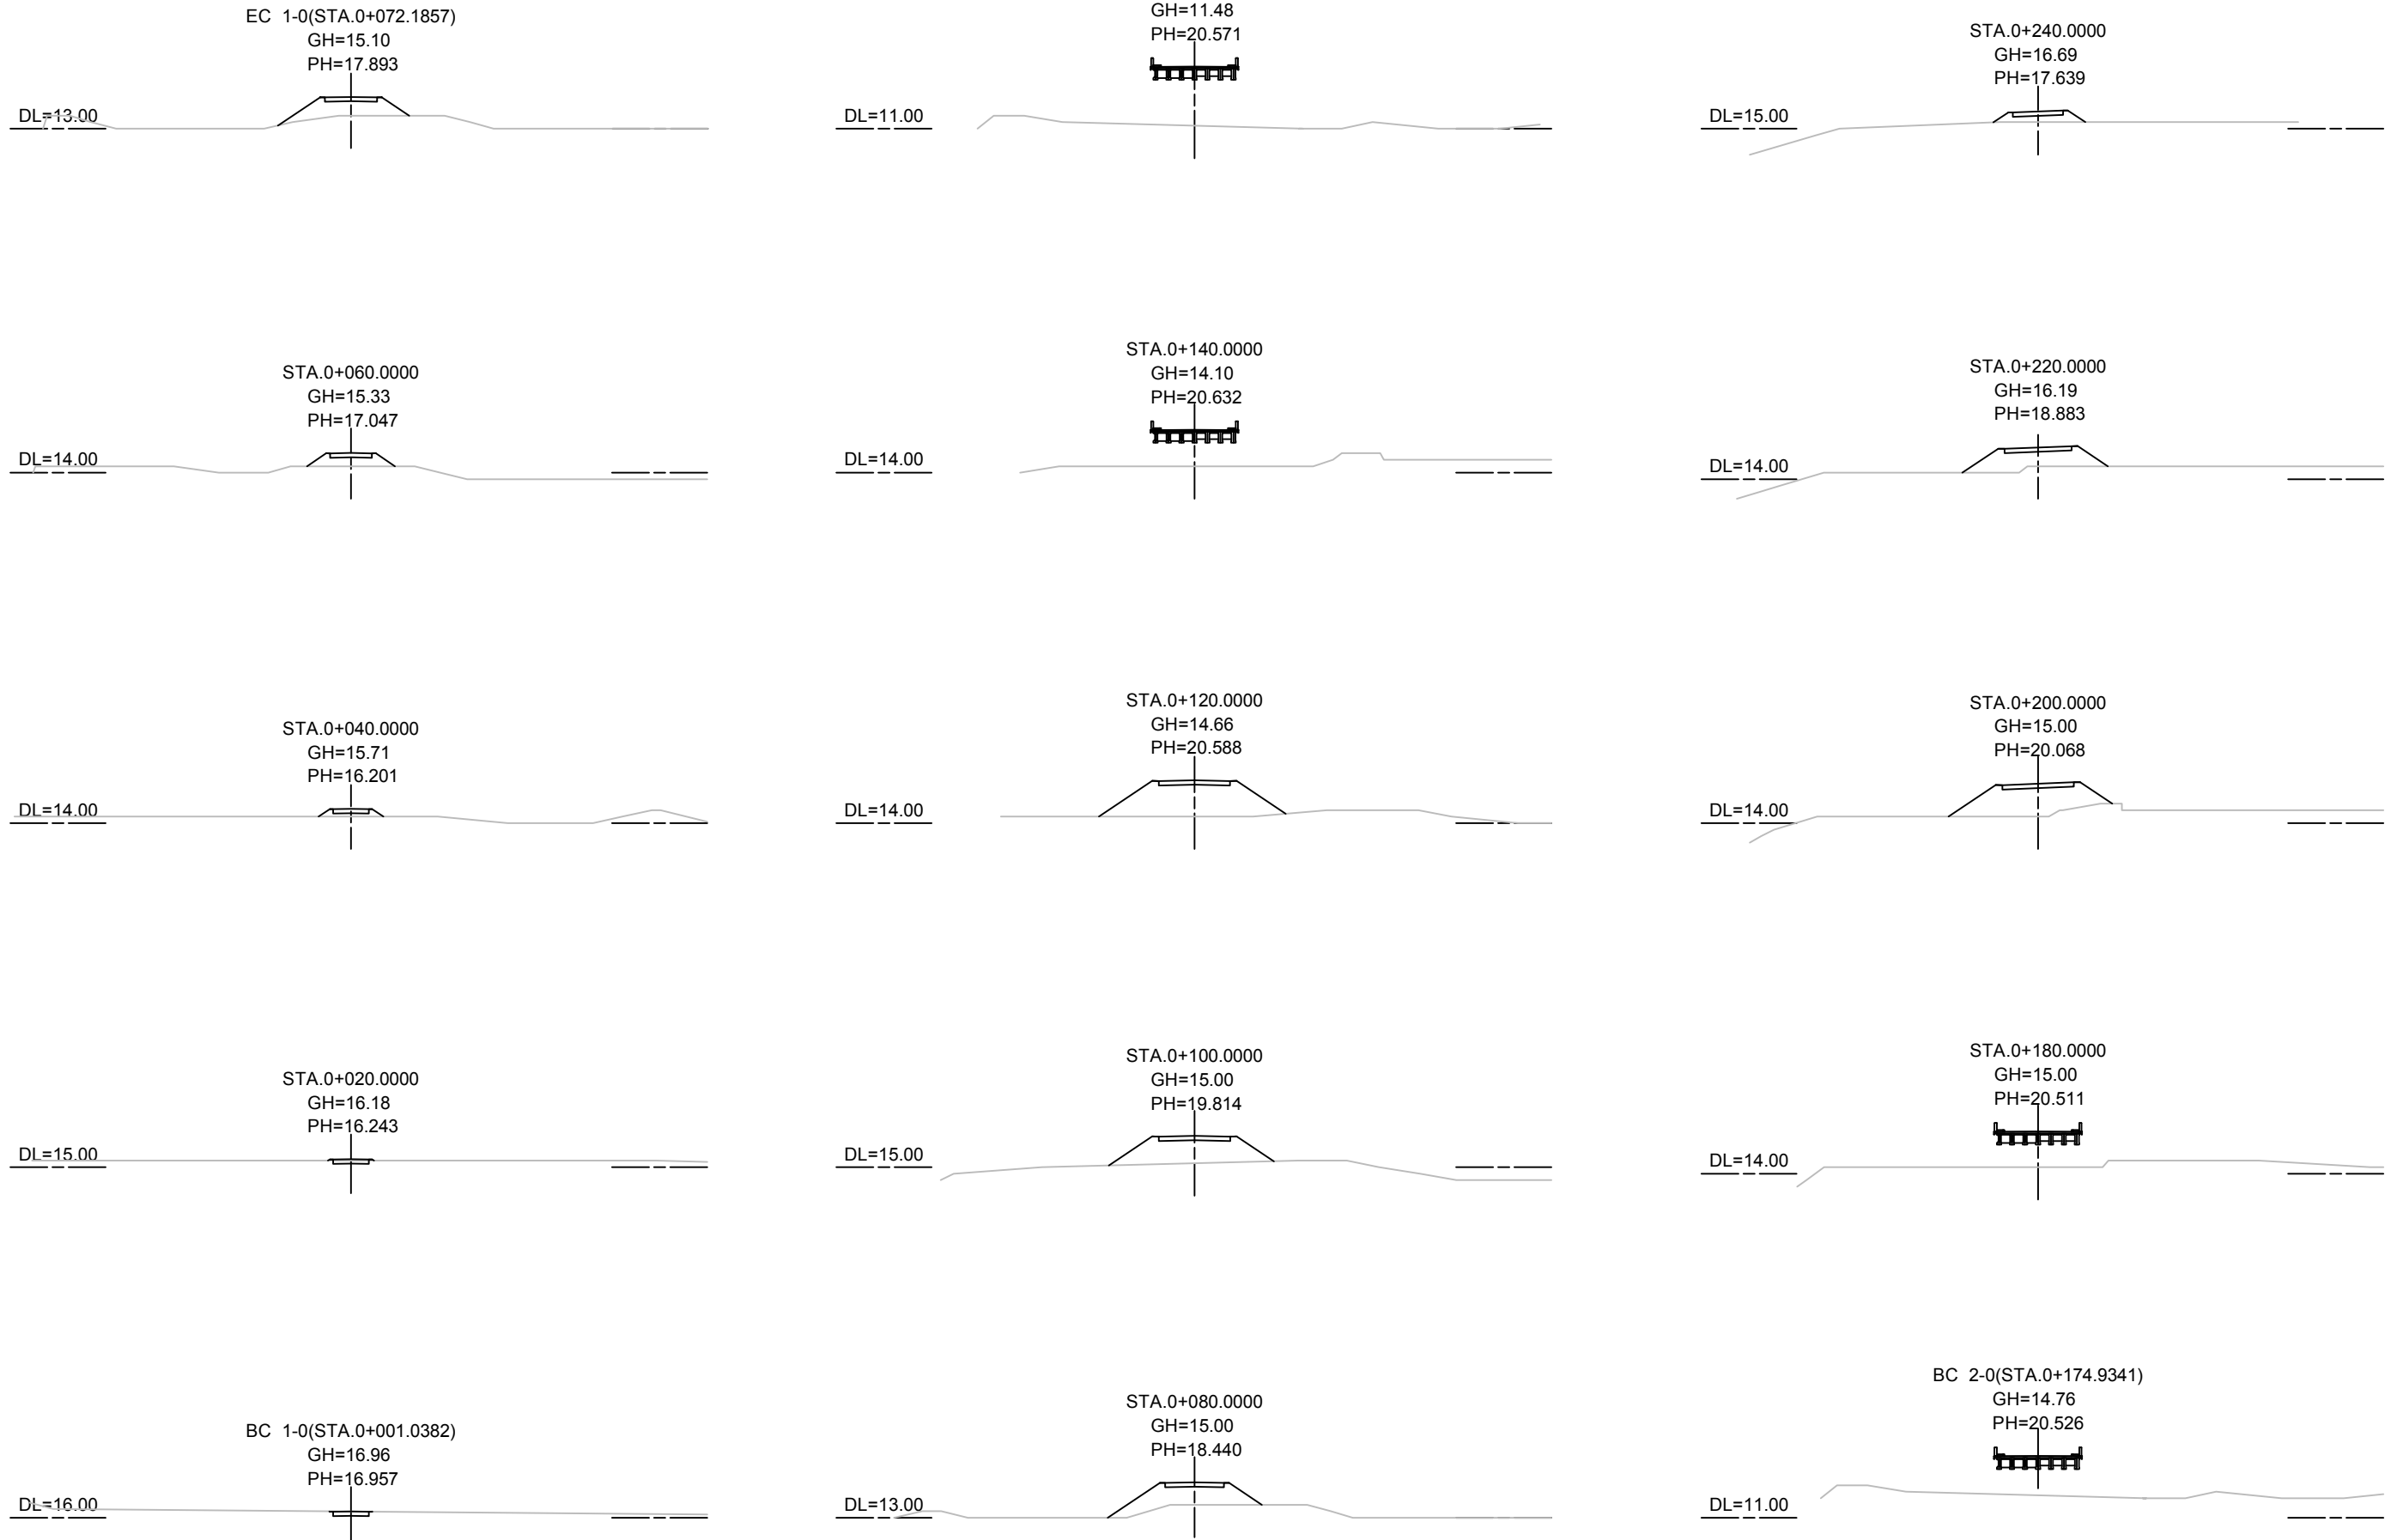 EC 1-0(STA.0+072.1857)
GH=15.10
PH=17.893
DL=13.00
GH=11.48
PH=20.571
DL=11.00
STA.0+240.0000
GH=16.69
PH=17.639
DL=15.00
STA.0+060.0000
GH=15.33
PH=17.047
DL=14.00
STA.0+140.0000
GH=14.10
PH=20.632
DL=14.00
STA.0+220.0000
GH=16.19
PH=18.883
DL=14.00
STA.0+040.0000
GH=15.71
PH=16.201
DL=14.00
STA.0+120.0000
GH=14.66
PH=20.588
DL=14.00
STA.0+200.0000
GH=15.00
PH=20.068
DL=14.00
STA.0+020.0000
GH=16.18
PH=16.243
DL=15.00
STA.0+100.0000
GH=15.00
PH=19.814
DL=15.00
STA.0+180.0000
GH=15.00
PH=20.511
DL=14.00
BC 1-0(STA.0+001.0382)
GH=16.96
PH=16.957
DL=16.00
STA.0+080.0000
GH=15.00
PH=18.440
DL=13.00
BC 2-0(STA.0+174.9341)
GH=14.76
PH=20.526
DL=11.00